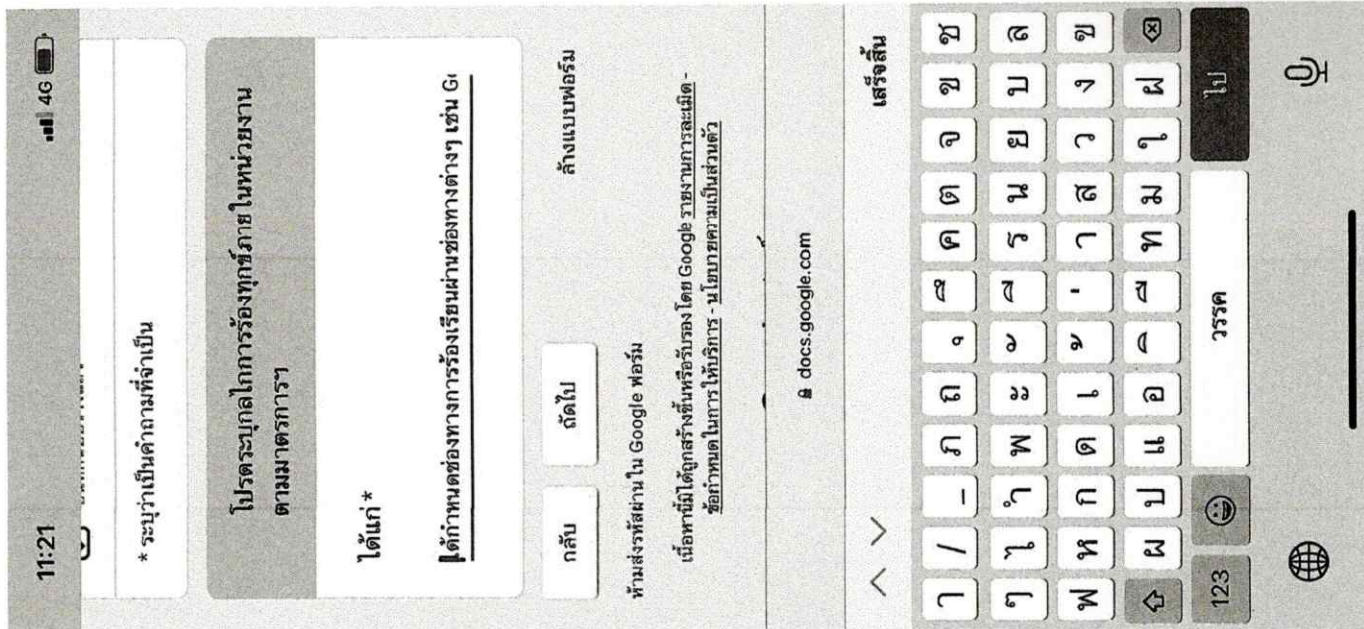 11:21 4G
* ระบุว่าเป็นคำถามที่จำเป็น
โปรดระบุกลไกการร้องทุกข์ภายในหน่วยงาน
ตามมาตรการฯ
ได้แก่ *
ได้กำหนดช่องทางการร้องเรียนผ่านช่องทางต่างๆ เช่น G
กลับ ถัดไป ล้างแบบฟอร์ม
ห้ามส่งรหัสผ่านใน Google ฟอร์ม
เนื้อหานี้มิได้ถูกสร้างขึ้นหรือรับรองโดย Google รายงานการละเมิด -
ข้อกำหนดในการให้บริการ - นโยบายความเป็นส่วนตัว
docs.google.com
เสร็จสิ้น
ๅ / _ ภ ถ ุ ึ ค ต จ ข ช
ๆ ไ ำ พ ะ ั ี ร น ย บ ล
ฟ ห ก ด เ ้ ่ า ส ว ง ข
ผ ป แ อ ิ ื ท ม ใ ฝ
123 วรรค ไป